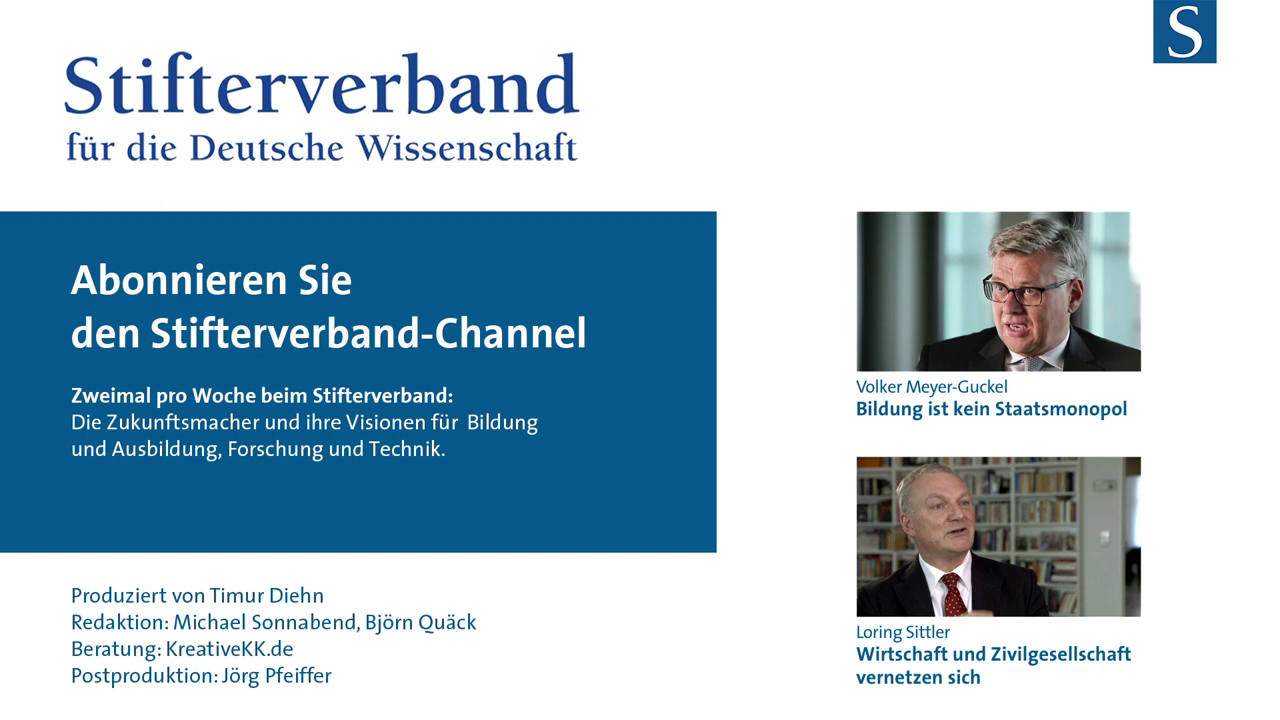 S
Stifterverband
für die Deutsche Wissenschaft
Abonnieren Sie
den Stifterverband-Channel
Zweimal pro Woche beim Stifterverband:
Die Zukunftsmacher und ihre Visionen für Bildung
und Ausbildung, Forschung und Technik.
Produziert von Timur Diehn
Redaktion: Michael Sonnabend, Björn Quäck
Beratung: KreativeKK.de
Postproduktion: Jörg Pfeiffer
Volker Meyer-Guckel
Bildung ist kein Staatsmonopol
Loring Sittler
Wirtschaft und Zivilgesellschaft
vernetzen sich